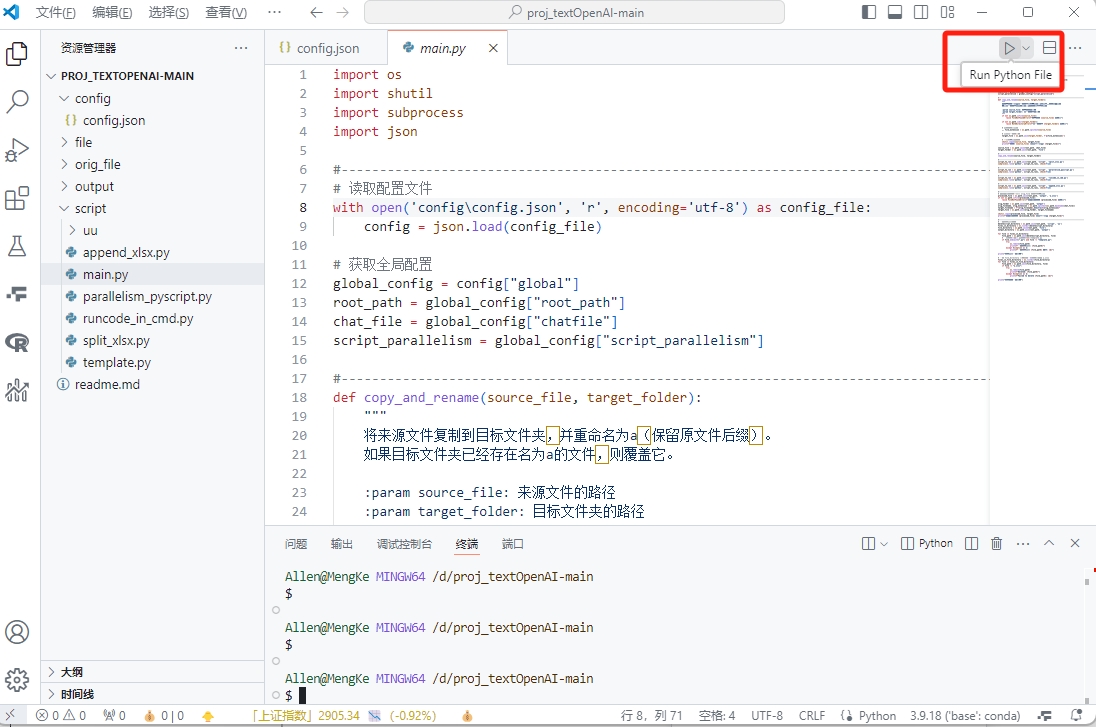 文件(F) 编辑(E) 选择(S) 查看(V) ··· proj_textOpenAI-main
资源管理器 ···
PROJ_TEXTOPENAI-MAIN
config
{} config.json
file
orig_file
output
script
uu
append_xlsx.py
main.py
parallelism_pyscript.py
runcode_in_cmd.py
split_xlsx.py
template.py
readme.md
大纲
时间线
{} config.json main.py
Run Python File
1 import os
2 import shutil
3 import subprocess
4 import json
5
6 #------------------------------------------------------------------------------------
7 # 读取配置文件
8 with open('config\config.json', 'r', encoding='utf-8') as config_file:
9     config = json.load(config_file)
10
11 # 获取全局配置
12 global_config = config["global"]
13 root_path = global_config["root_path"]
14 chat_file = global_config["chatfile"]
15 script_parallelism = global_config["script_parallelism"]
16
17 #------------------------------------------------------------------------------------
18 def copy_and_rename(source_file, target_folder):
19     """
20     将来源文件复制到目标文件夹，并重命名为a（保留原文件后缀）。
21     如果目标文件夹已经存在名为a的文件，则覆盖它。
22
23     :param source_file: 来源文件的路径
24     :param target_folder: 目标文件夹的路径
问题 输出 调试控制台 终端 端口 Python ···
Allen@MengKe MINGW64 /d/proj_textOpenAI-main
$
Allen@MengKe MINGW64 /d/proj_textOpenAI-main
$
Allen@MengKe MINGW64 /d/proj_textOpenAI-main
$
0 0 0 0 | 0 「上证指数」 2905.34 (-0.92%) 行 8，列 71 空格: 4 UTF-8 CRLF Python 3.9.18 ('base': conda)